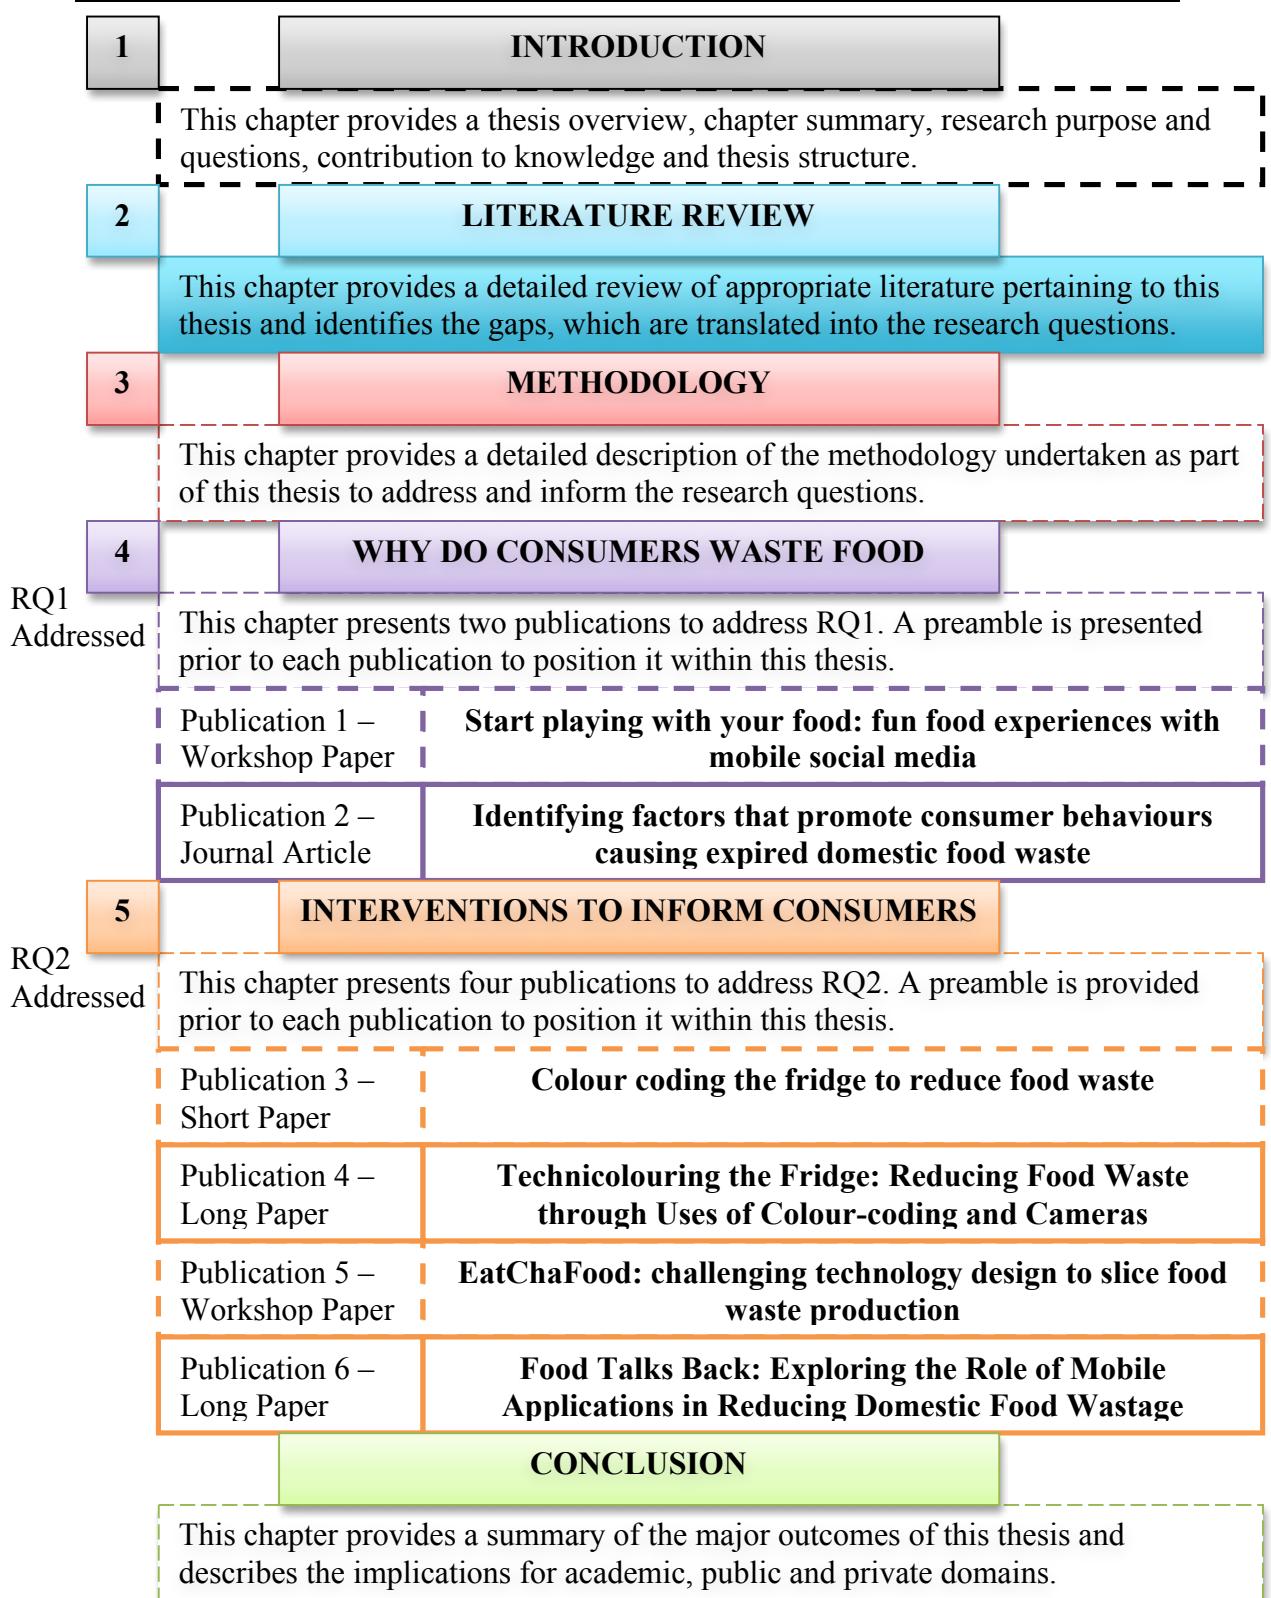 1
INTRODUCTION
This chapter provides a thesis overview, chapter summary, research purpose and
questions, contribution to knowledge and thesis structure.
2
LITERATURE REVIEW
This chapter provides a detailed review of appropriate literature pertaining to this
thesis and identifies the gaps, which are translated into the research questions.
3
METHODOLOGY
This chapter provides a detailed description of the methodology undertaken as part
of this thesis to address and inform the research questions.
4
WHY DO CONSUMERS WASTE FOOD
RQ1
Addressed
This chapter presents two publications to address RQ1. A preamble is presented
prior to each publication to position it within this thesis.
Publication 1 –
Workshop Paper
Start playing with your food: fun food experiences with
mobile social media
Publication 2 –
Journal Article
Identifying factors that promote consumer behaviours
causing expired domestic food waste
5
INTERVENTIONS TO INFORM CONSUMERS
RQ2
Addressed
This chapter presents four publications to address RQ2. A preamble is provided
prior to each publication to position it within this thesis.
Publication 3 –
Short Paper
Colour coding the fridge to reduce food waste
Publication 4 –
Long Paper
Technicolouring the Fridge: Reducing Food Waste
through Uses of Colour-coding and Cameras
Publication 5 –
Workshop Paper
EatChaFood: challenging technology design to slice food
waste production
Publication 6 –
Long Paper
Food Talks Back: Exploring the Role of Mobile
Applications in Reducing Domestic Food Wastage
CONCLUSION
This chapter provides a summary of the major outcomes of this thesis and
describes the implications for academic, public and private domains.